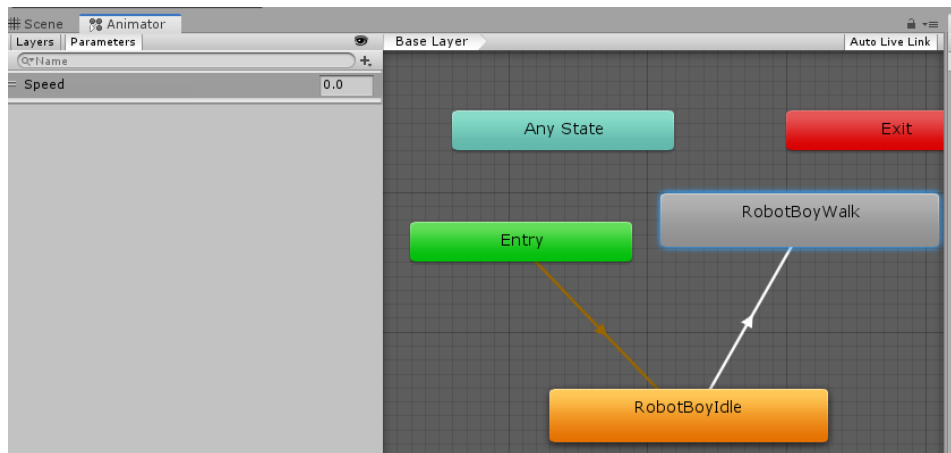 Scene Animator
Layers Parameters
Base Layer
Auto Live Link
Name
Speed 0.0
Any State
Exit
RobotBoyWalk
Entry
RobotBoyIdle